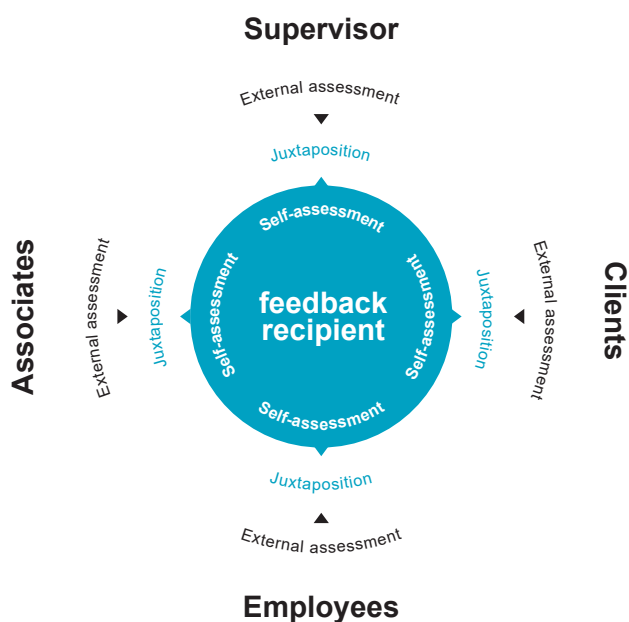 Supervisor
External assessment
Juxtaposition
Self-assessment
Associates
External assessment
Juxtaposition
Self-assessment
feedback
recipient
Self-assessment
Juxtaposition
External assessment
Clients
Self-assessment
Juxtaposition
External assessment
Employees